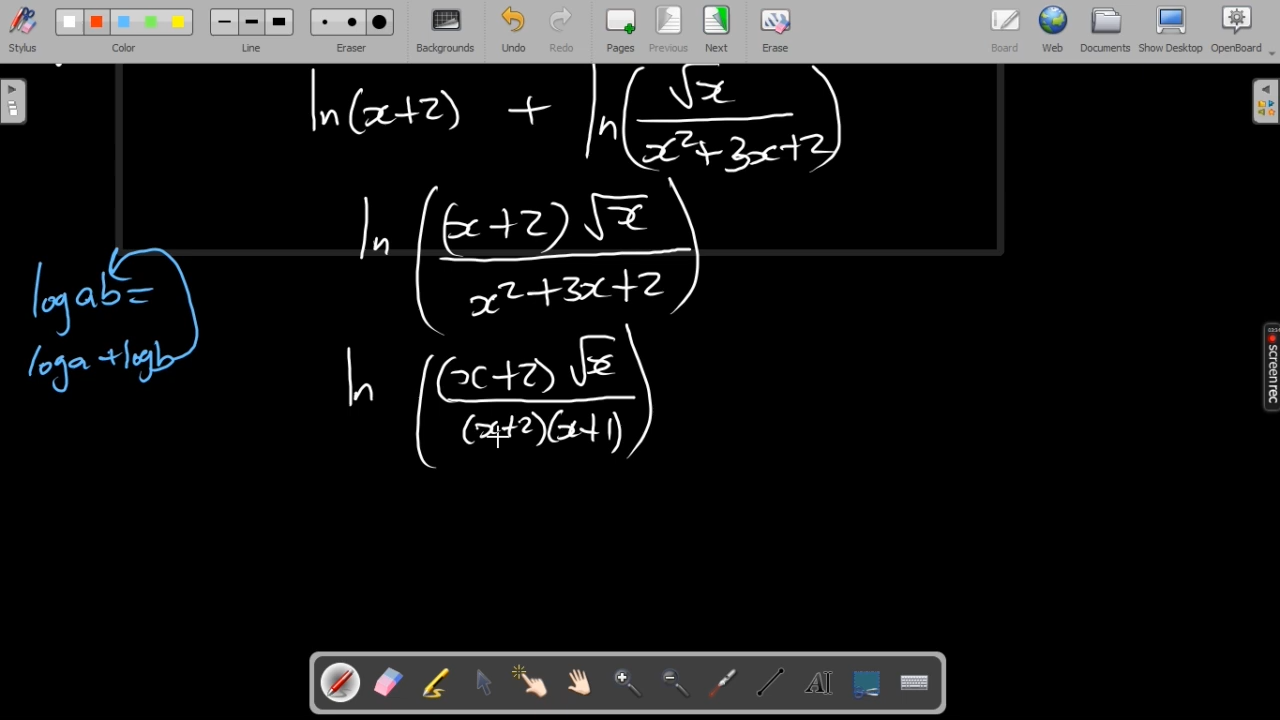 Stylus Color Line Eraser Backgrounds Undo Redo Pages Previous Next Erase Board Web Documents Show Desktop OpenBoard
ln(x+2) + ln(√x / (x²+3x+2))
ln((x+2)√x / (x²+3x+2))
log ab =
log a + log b
ln((x+2)√x / ((x+2)(x+1)))
screenrec
AI